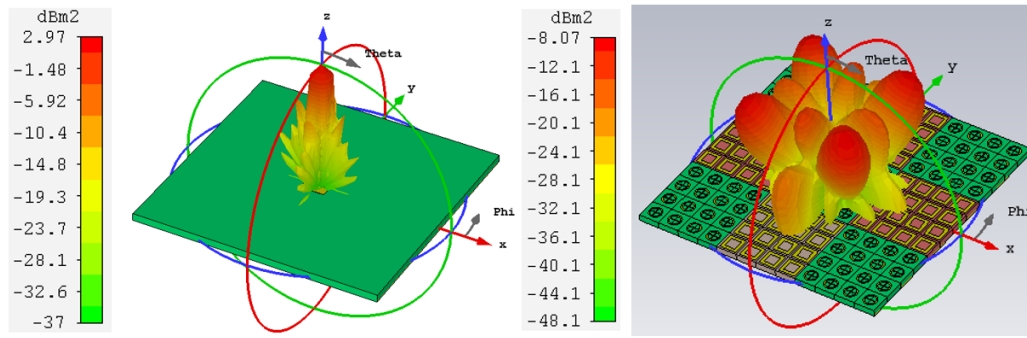 dBm2
2.97
-1.48
-5.92
-10.4
-14.8
-19.3
-23.7
-28.1
-32.6
-37
z
Theta
y
Phi
x
dBm2
-8.07
-12.1
-16.1
-20.1
-24.1
-28.1
-32.1
-36.1
-40.1
-44.1
-48.1
z
Theta
y
Phi
x